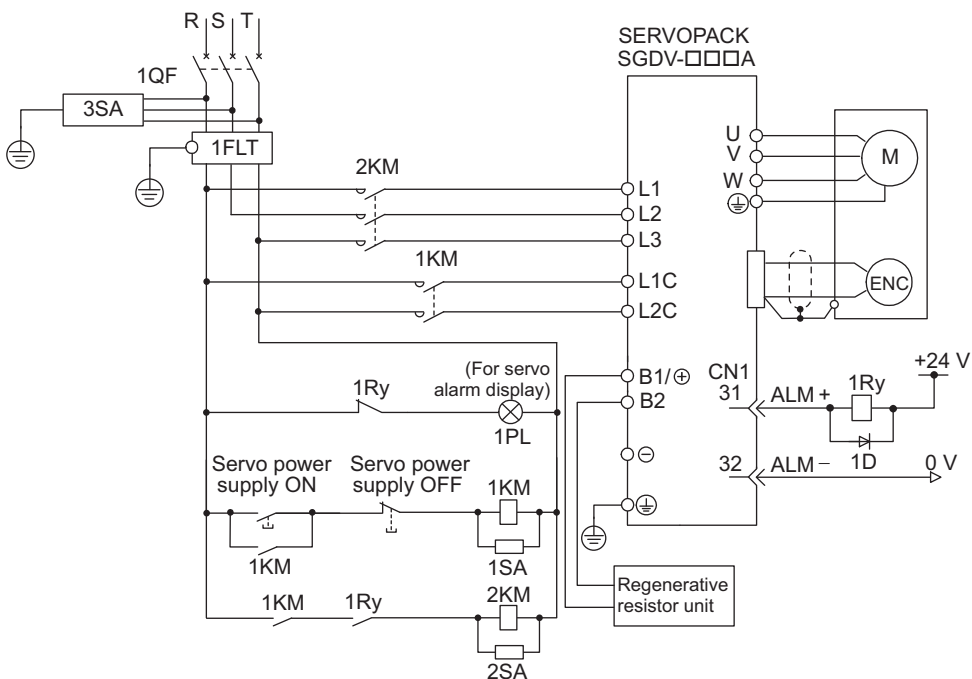 R S T
1QF
3SA
1FLT
2KM
1KM
SERVOPACK
SGDV-□□□A
L1
L2
L3
L1C
L2C
B1/⊕
B2
⊖
U
V
W
M
ENC
CN1
31
ALM +
1Ry
+24 V
1D
32
ALM −
0 V
1Ry
(For servo
alarm display)
1PL
Servo power
supply ON
Servo power
supply OFF
1KM
1KM
1SA
1KM
1Ry
2KM
2SA
Regenerative
resistor unit